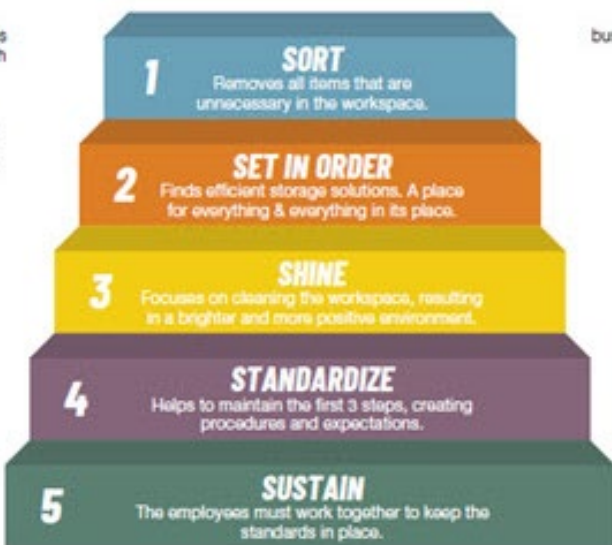 1
SORT
Removes all items that are
unnecessary in the workspace.
2
SET IN ORDER
Finds efficient storage solutions. A place
for everything & everything in its place.
3
SHINE
Focuses on cleaning the workspace, resulting
in a brighter and more positive environment.
4
STANDARDIZE
Helps to maintain the first 3 steps, creating
procedures and expectations.
5
SUSTAIN
The employees must work together to keep the
standards in place.